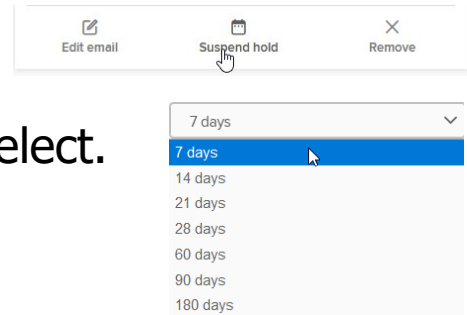 Edit email Suspend hold Remove
7 days
elect.
7 days
14 days
21 days
28 days
60 days
90 days
180 days